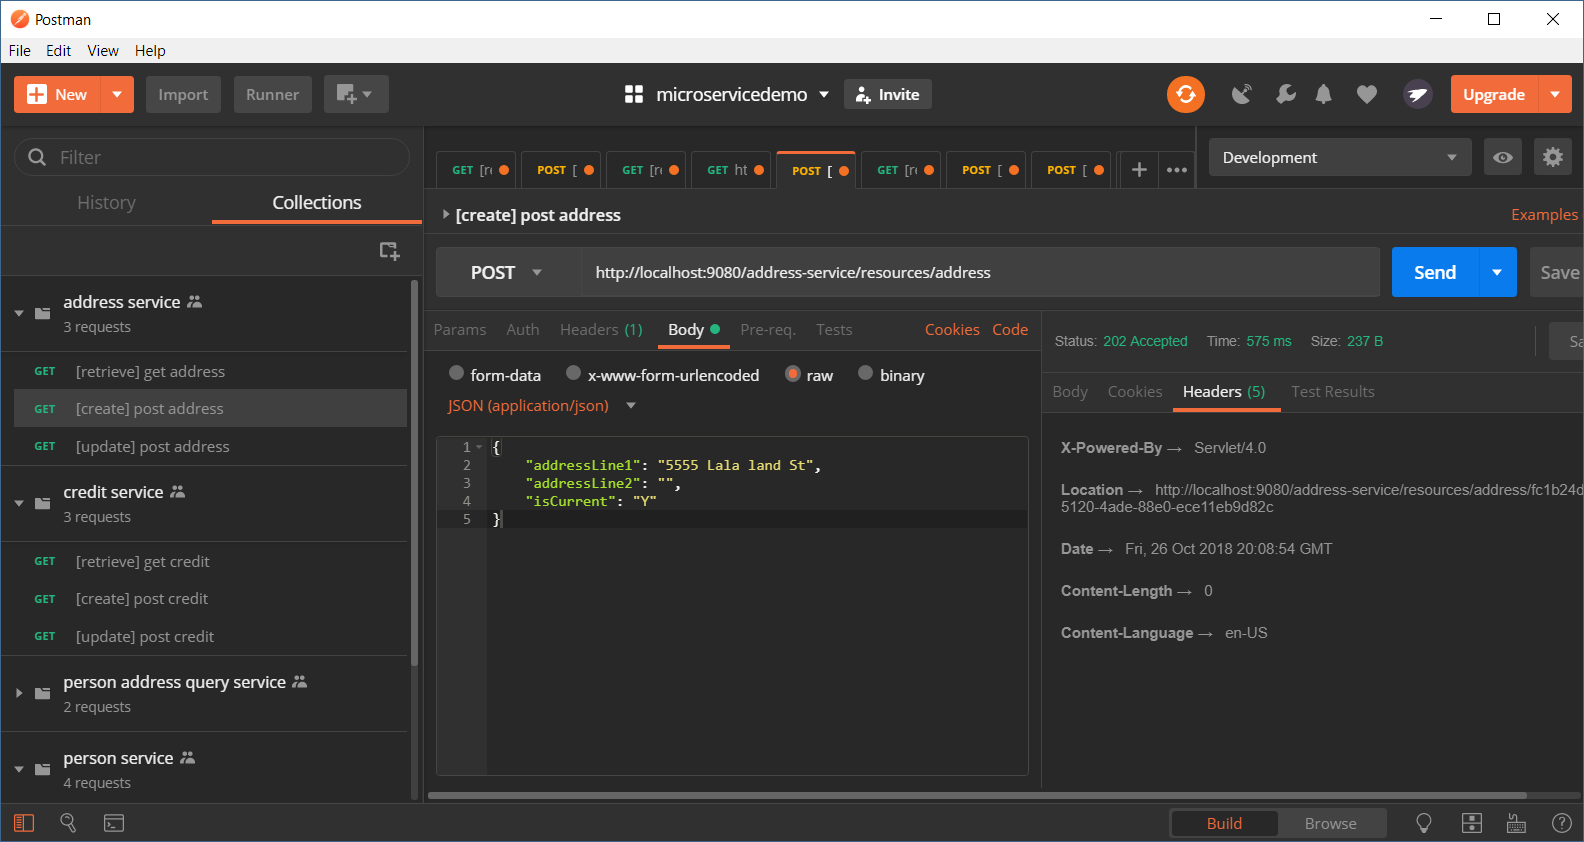 Postman
File Edit View Help
New Import Runner microservicedemo Invite Upgrade
Filter
History Collections
address service
3 requests
GET [retrieve] get address
GET [create] post address
GET [update] post address
credit service
3 requests
GET [retrieve] get credit
GET [create] post credit
GET [update] post credit
person address query service
2 requests
person service
4 requests
GET [r POST [ GET [r GET ht POST [ GET [r POST [ POST [ + ••• Development
[create] post address Examples
POST http://localhost:9080/address-service/resources/address Send Save
Params Auth Headers (1) Body Pre-req. Tests Cookies Code
form-data x-www-form-urlencoded raw binary
JSON (application/json)
1 {
2 "addressLine1": "5555 Lala land St",
3 "addressLine2": "",
4 "isCurrent": "Y"
5 }
Status: 202 Accepted Time: 575 ms Size: 237 B Sa
Body Cookies Headers (5) Test Results
X-Powered-By → Servlet/4.0
Location → http://localhost:9080/address-service/resources/address/fc1b24d
5120-4ade-88e0-ece11eb9d82c
Date → Fri, 26 Oct 2018 20:08:54 GMT
Content-Length → 0
Content-Language → en-US
Build Browse